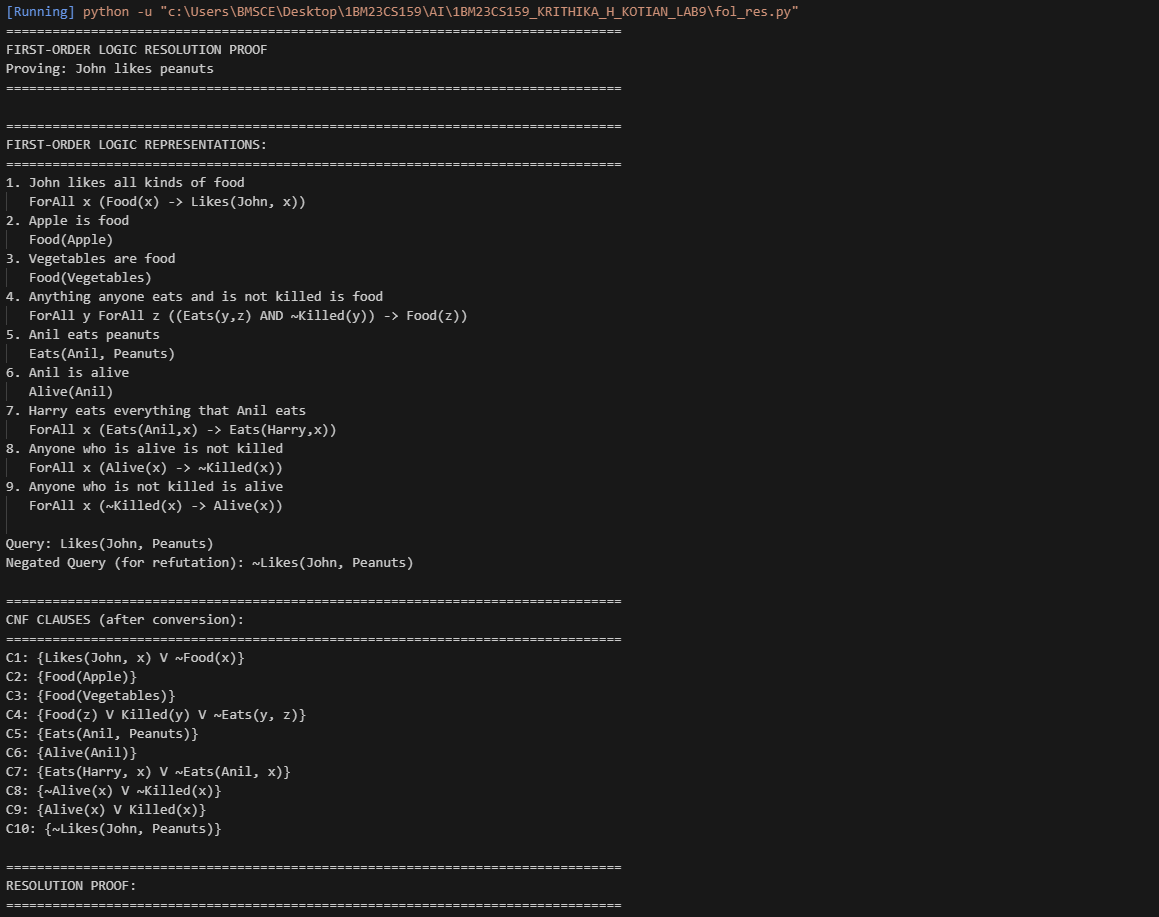 [Running] python -u "c:\Users\BMSCE\Desktop\1BM23CS159\AI\1BM23CS159_KRITHIKA_H_KOTIAN_LAB9\fol_res.py"
================================================================================
FIRST-ORDER LOGIC RESOLUTION PROOF
Proving: John likes peanuts
================================================================================
================================================================================
FIRST-ORDER LOGIC REPRESENTATIONS:
================================================================================
1. John likes all kinds of food
ForAll x (Food(x) -> Likes(John, x))
2. Apple is food
Food(Apple)
3. Vegetables are food
Food(Vegetables)
4. Anything anyone eats and is not killed is food
ForAll y ForAll z ((Eats(y,z) AND ~Killed(y)) -> Food(z))
5. Anil eats peanuts
Eats(Anil, Peanuts)
6. Anil is alive
Alive(Anil)
7. Harry eats everything that Anil eats
ForAll x (Eats(Anil,x) -> Eats(Harry,x))
8. Anyone who is alive is not killed
ForAll x (Alive(x) -> ~Killed(x))
9. Anyone who is not killed is alive
ForAll x (~Killed(x) -> Alive(x))
Query: Likes(John, Peanuts)
Negated Query (for refutation): ~Likes(John, Peanuts)
================================================================================
CNF CLAUSES (after conversion):
================================================================================
C1: {Likes(John, x) V ~Food(x)}
C2: {Food(Apple)}
C3: {Food(Vegetables)}
C4: {Food(z) V Killed(y) V ~Eats(y, z)}
C5: {Eats(Anil, Peanuts)}
C6: {Alive(Anil)}
C7: {Eats(Harry, x) V ~Eats(Anil, x)}
C8: {~Alive(x) V ~Killed(x)}
C9: {Alive(x) V Killed(x)}
C10: {~Likes(John, Peanuts)}
================================================================================
RESOLUTION PROOF:
================================================================================